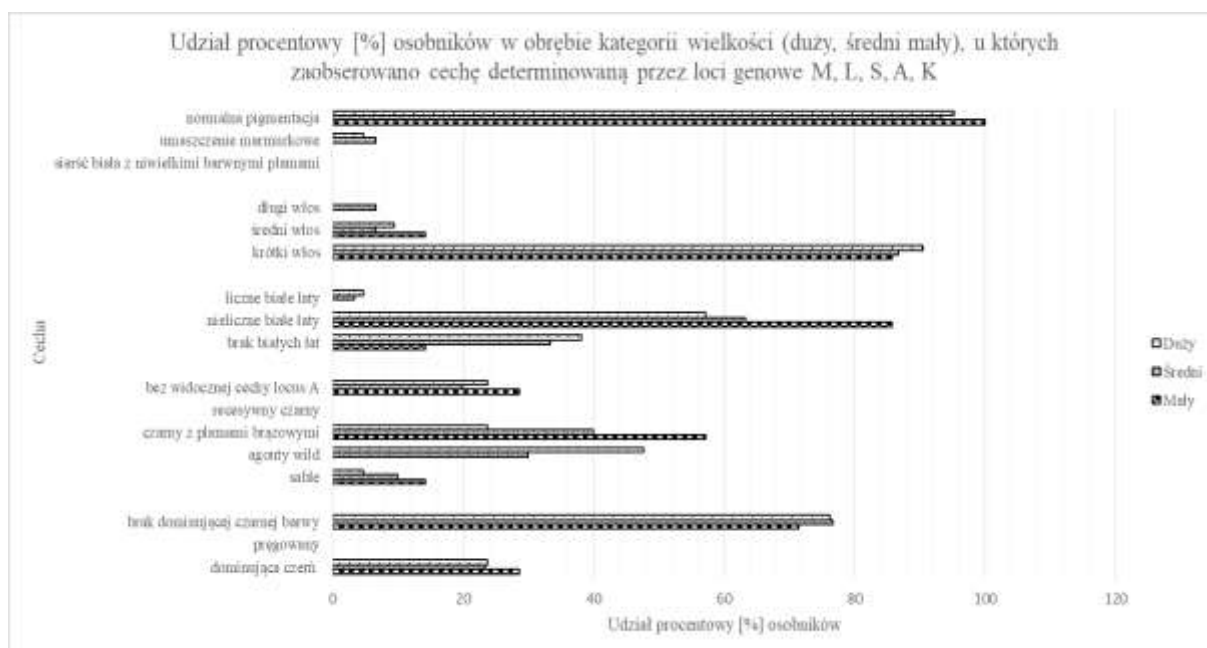 Udział procentowy [%] osobników w obrębie kategorii wielkości (duży, średni mały), u których
zaobserowano cechę determinowaną przez loci genowe M, L, S, A, K
normalna pigmentacja
umaszczenie marmurkowe
sierść biała z niwielkimi barwnymi plamami
długi włos
średni włos
krótki włos
liczne białe łaty
nieliczne białe łaty
brak białych łat
bez widocznej cechy locus A
recesywny czarny
czarny z plamami brązowymi
agouty wild
sable
brak dominującej czarnej barwy
pręgowany
dominująca czerń
Cecha
Duży
Średni
Mały
0 20 40 60 80 100 120
Udział procentowy [%] osobników